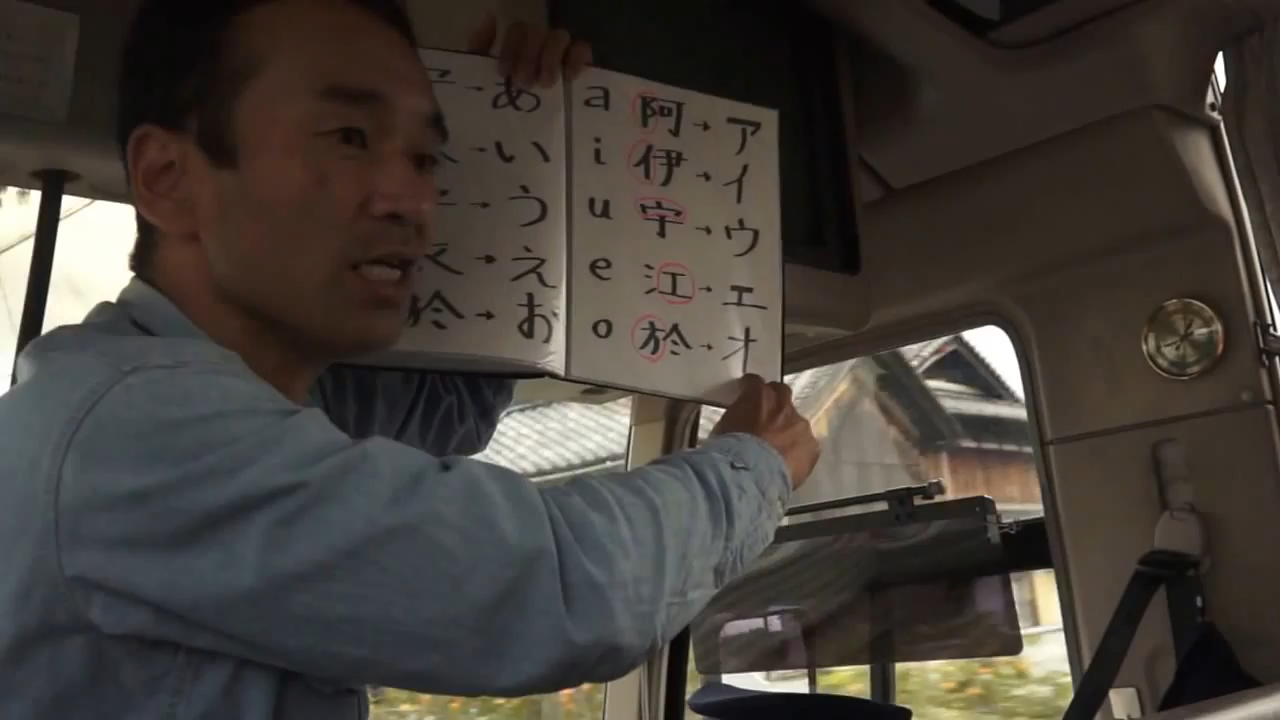 →あ a 阿→ア
→い i 伊→イ
→う u 宇→ウ
→え e 江→エ
於→お o 於→オ